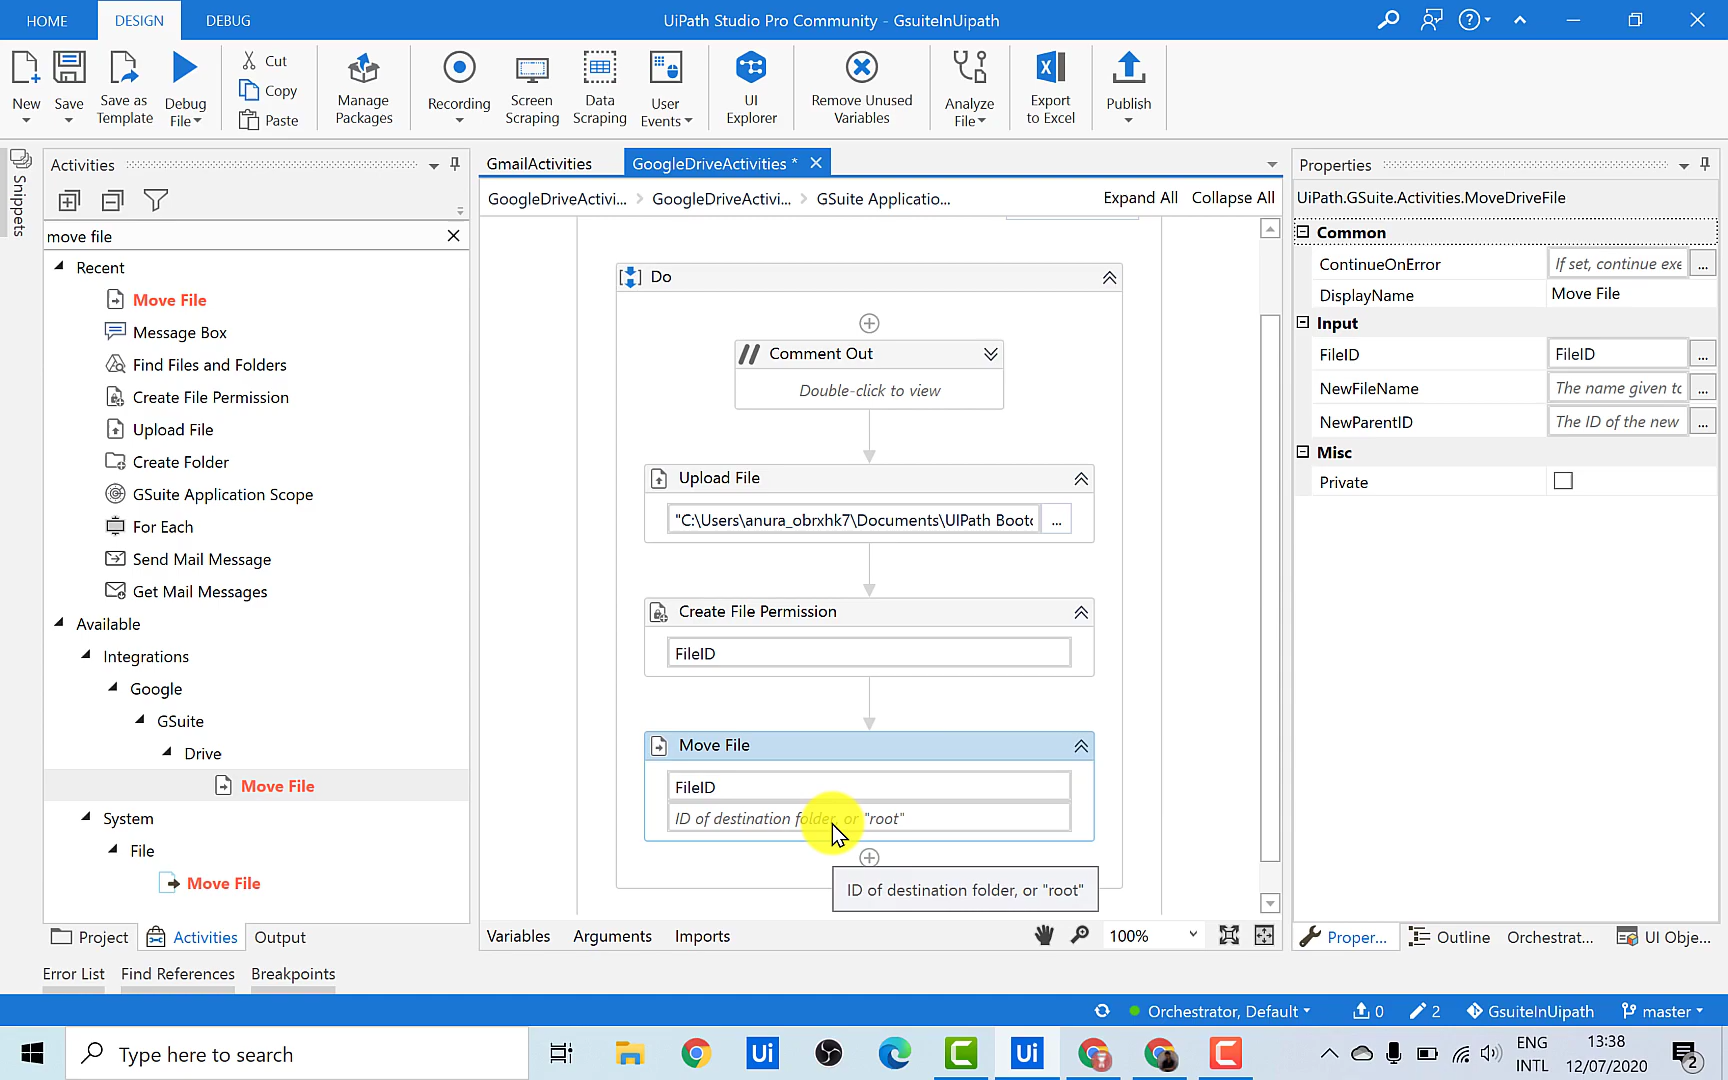 HOME
DESIGN
DEBUG
UiPath Studio Pro Community - GsuiteInUipath
New
Save
Save as Template
Debug File
Cut
Copy
Paste
Manage Packages
Recording
Screen Scraping
Data Scraping
User Events
UI Explorer
Remove Unused Variables
Analyze File
Export to Excel
Publish
Snippets
Activities
move file
Recent
Move File
Message Box
Find Files and Folders
Create File Permission
Upload File
Create Folder
GSuite Application Scope
For Each
Send Mail Message
Get Mail Messages
Available
Integrations
Google
GSuite
Drive
Move File
System
File
Move File
Project
Activities
Output
Error List
Find References
Breakpoints
GmailActivities
GoogleDriveActivities *
GoogleDriveActivi...
GoogleDriveActivi...
GSuite Applicatio...
Expand All
Collapse All
Do
Comment Out
Double-click to view
Upload File
"C:\Users\anura_obrxhk7\Documents\UIPath Bootc
...
Create File Permission
FileID
Move File
FileID
ID of destination folder, or "root"
ID of destination folder, or "root"
Variables
Arguments
Imports
100%
Properties
UiPath.GSuite.Activities.MoveDriveFile
Common
ContinueOnError
If set, continue exe
...
DisplayName
Move File
Input
FileID
FileID
...
NewFileName
The name given to
...
NewParentID
The ID of the new
...
Misc
Private
Proper...
Outline
Orchestrat...
UI Obje...
Orchestrator, Default
0
2
GsuiteInUipath
master
Type here to search
Ui
Ui
ENG
INTL
13:38
12/07/2020
2